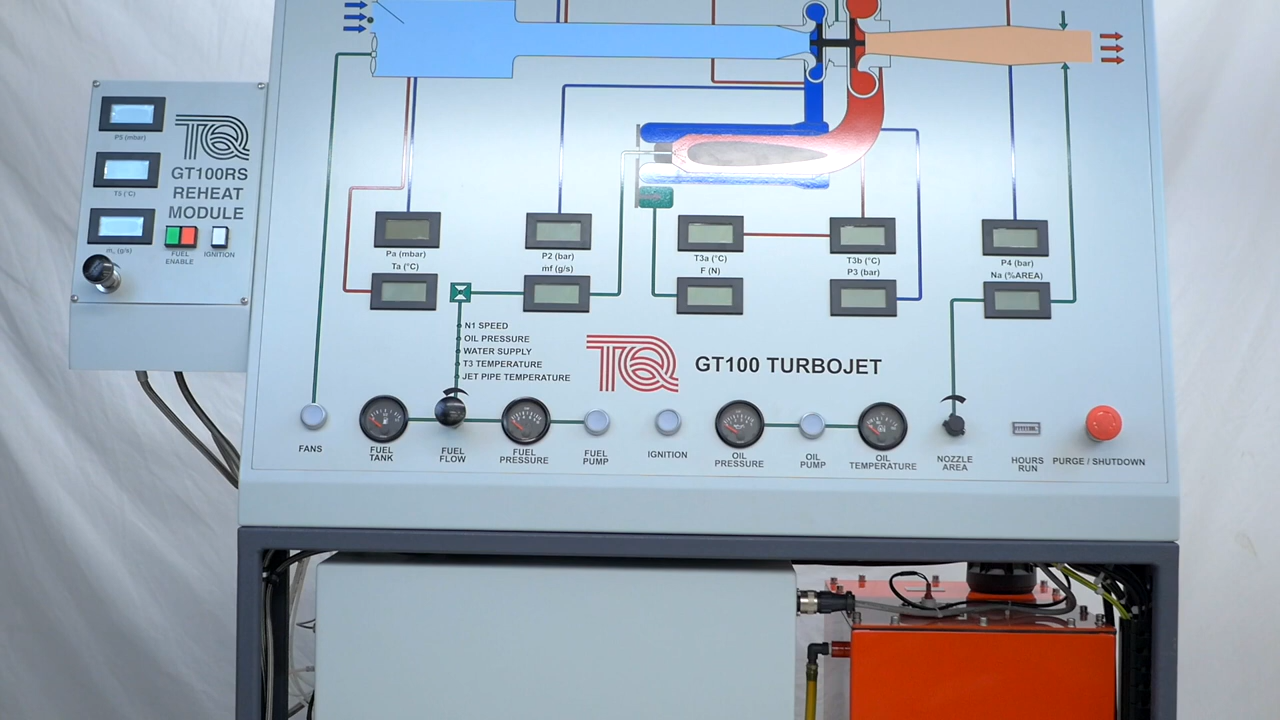 P5 (mbar)
T5 (°C)
TQ
GT100RS
REHEAT
MODULE
FUEL
ENABLE
IGNITION
Pa (mbar)
Ta (°C)
P2 (bar)
mf (g/s)
T3a (°C)
F (N)
T3b (°C)
P3 (bar)
P4 (bar)
Na (%AREA)
N1 SPEED
OIL PRESSURE
WATER SUPPLY
T3 TEMPERATURE
JET PIPE TEMPERATURE
TQ
GT100 TURBOJET
FANS
FUEL
TANK
FUEL
FLOW
FUEL
PRESSURE
FUEL
PUMP
IGNITION
OIL
PRESSURE
OIL
PUMP
OIL
TEMPERATURE
NOZZLE
AREA
HOURS
RUN
PURGE / SHUTDOWN